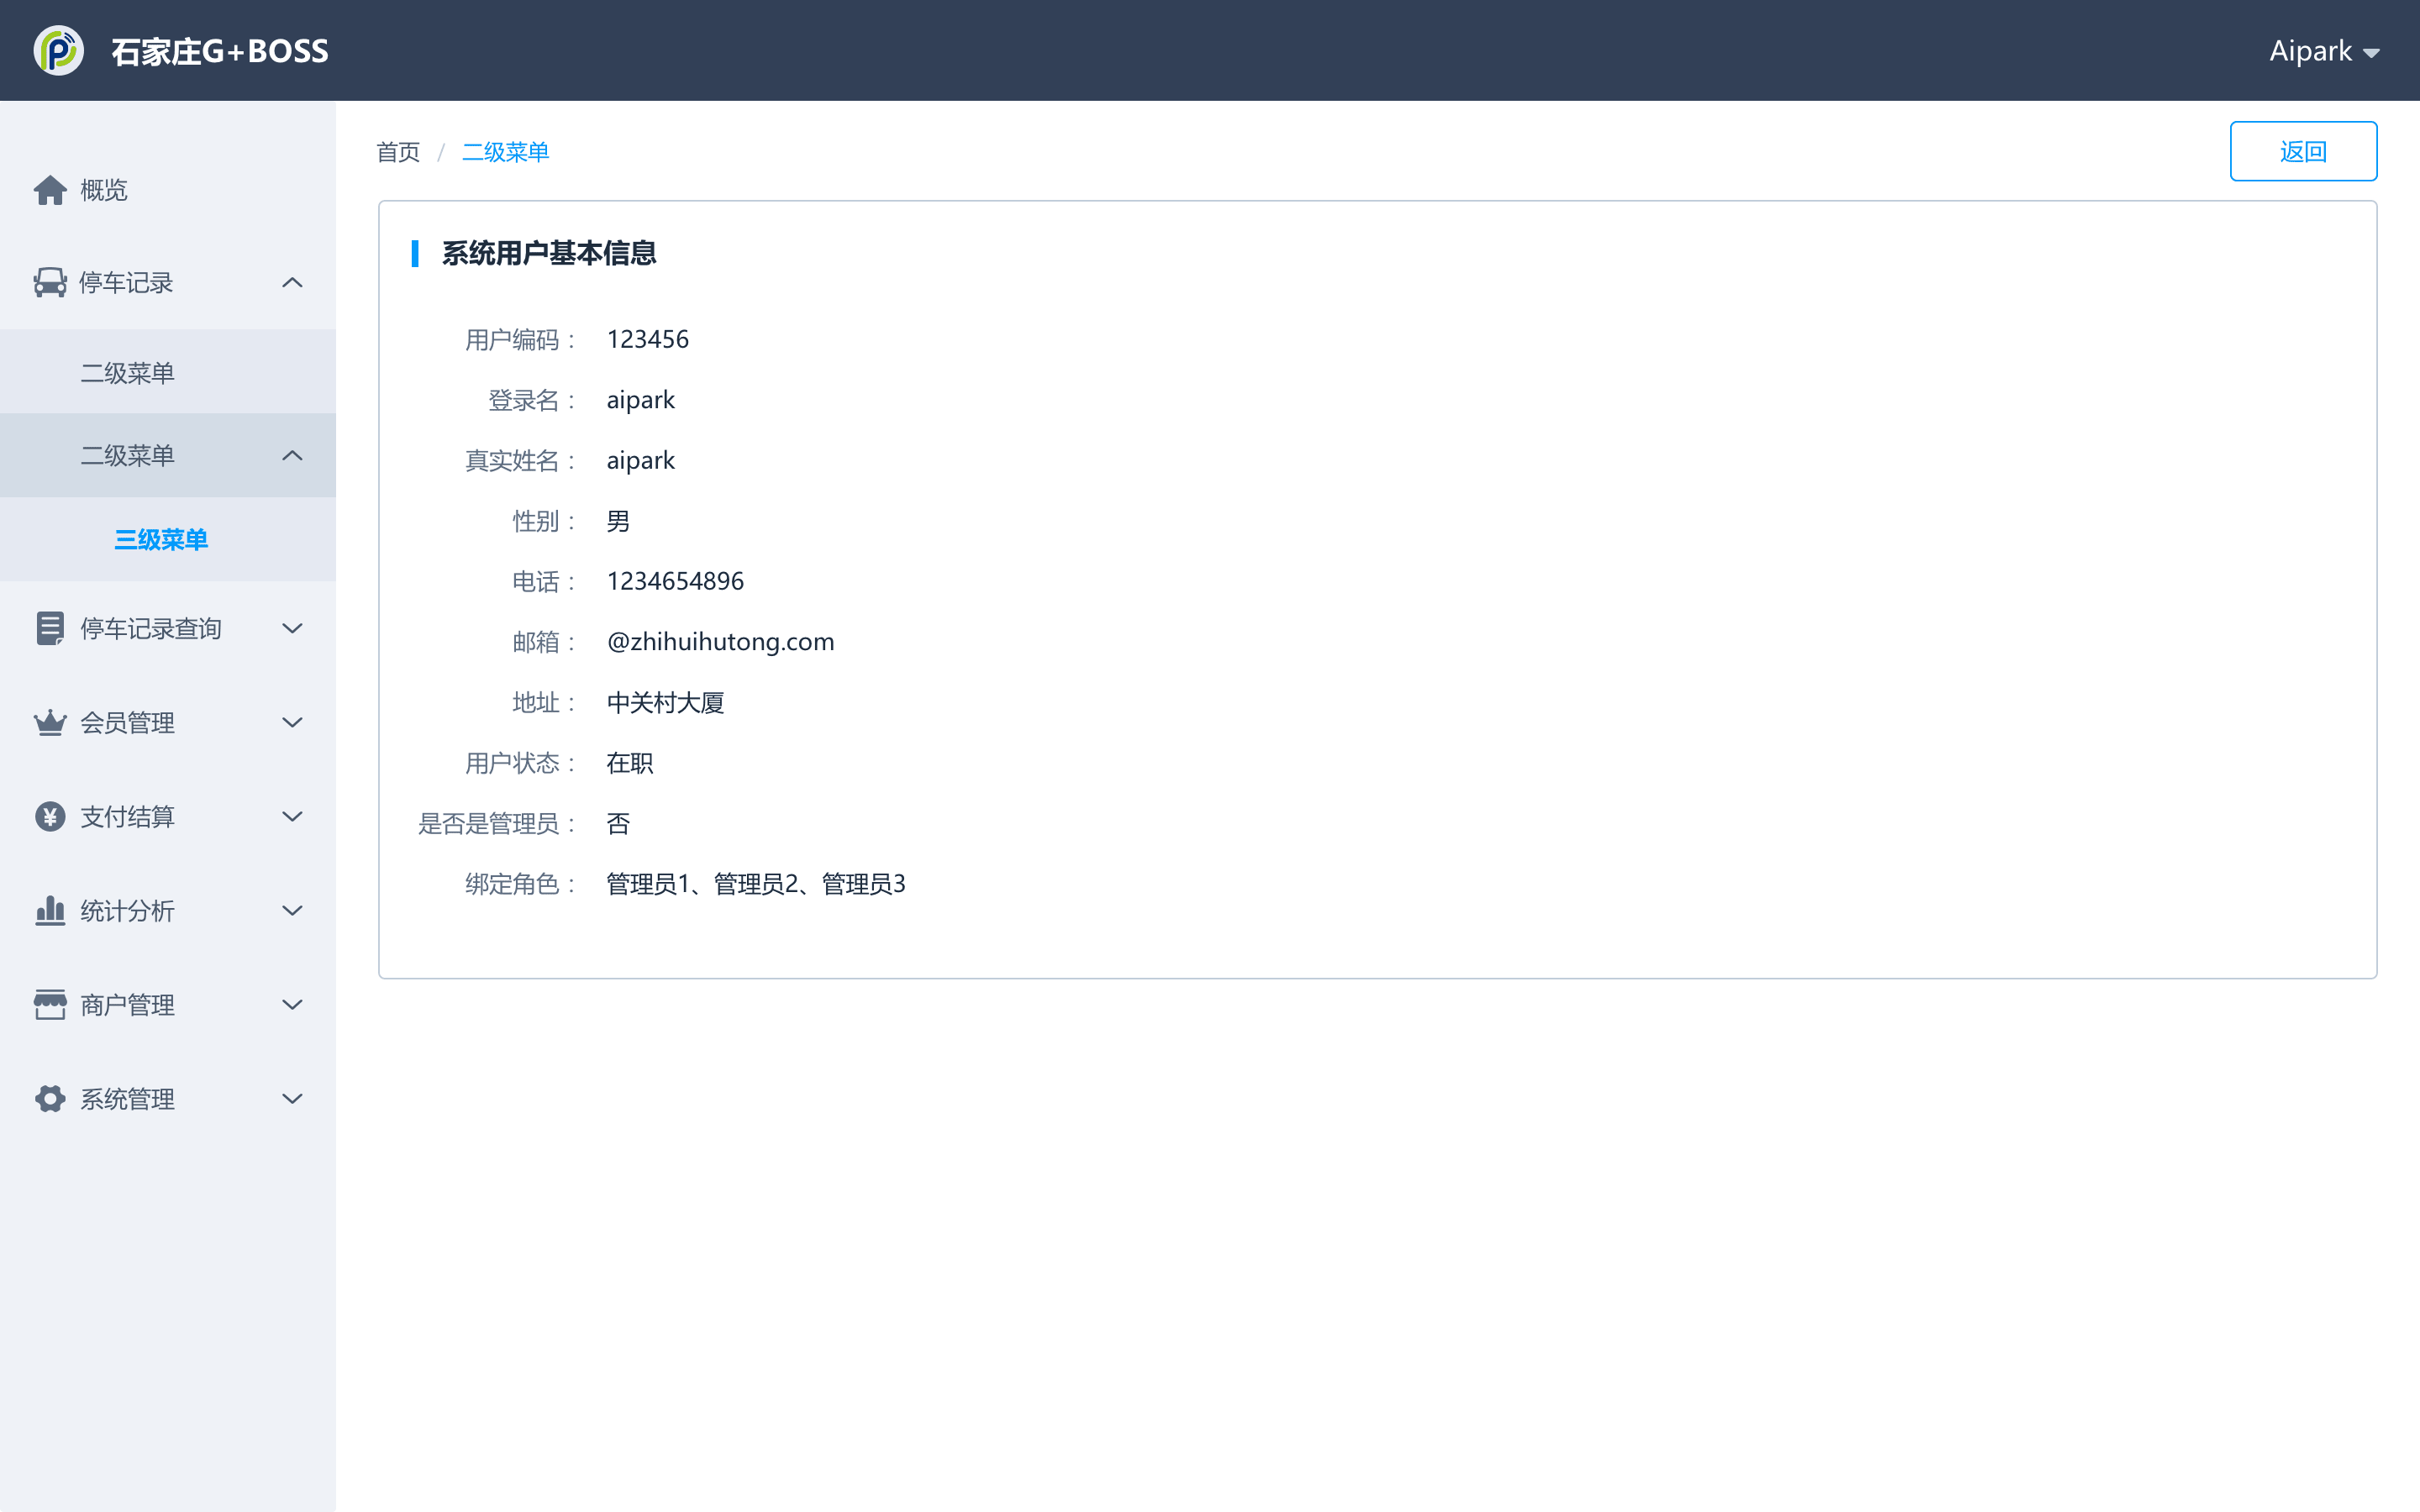 石家庄G+BOSS
Aipark
首页 / 二级菜单
返回
概览
停车记录
二级菜单
二级菜单
三级菜单
停车记录查询
会员管理
支付结算
统计分析
商户管理
系统管理
系统用户基本信息
用户编码： 123456
登录名： aipark
真实姓名： aipark
性别： 男
电话： 1234654896
邮箱： @zhihuihutong.com
地址： 中关村大厦
用户状态： 在职
是否是管理员： 否
绑定角色： 管理员1、管理员2、管理员3